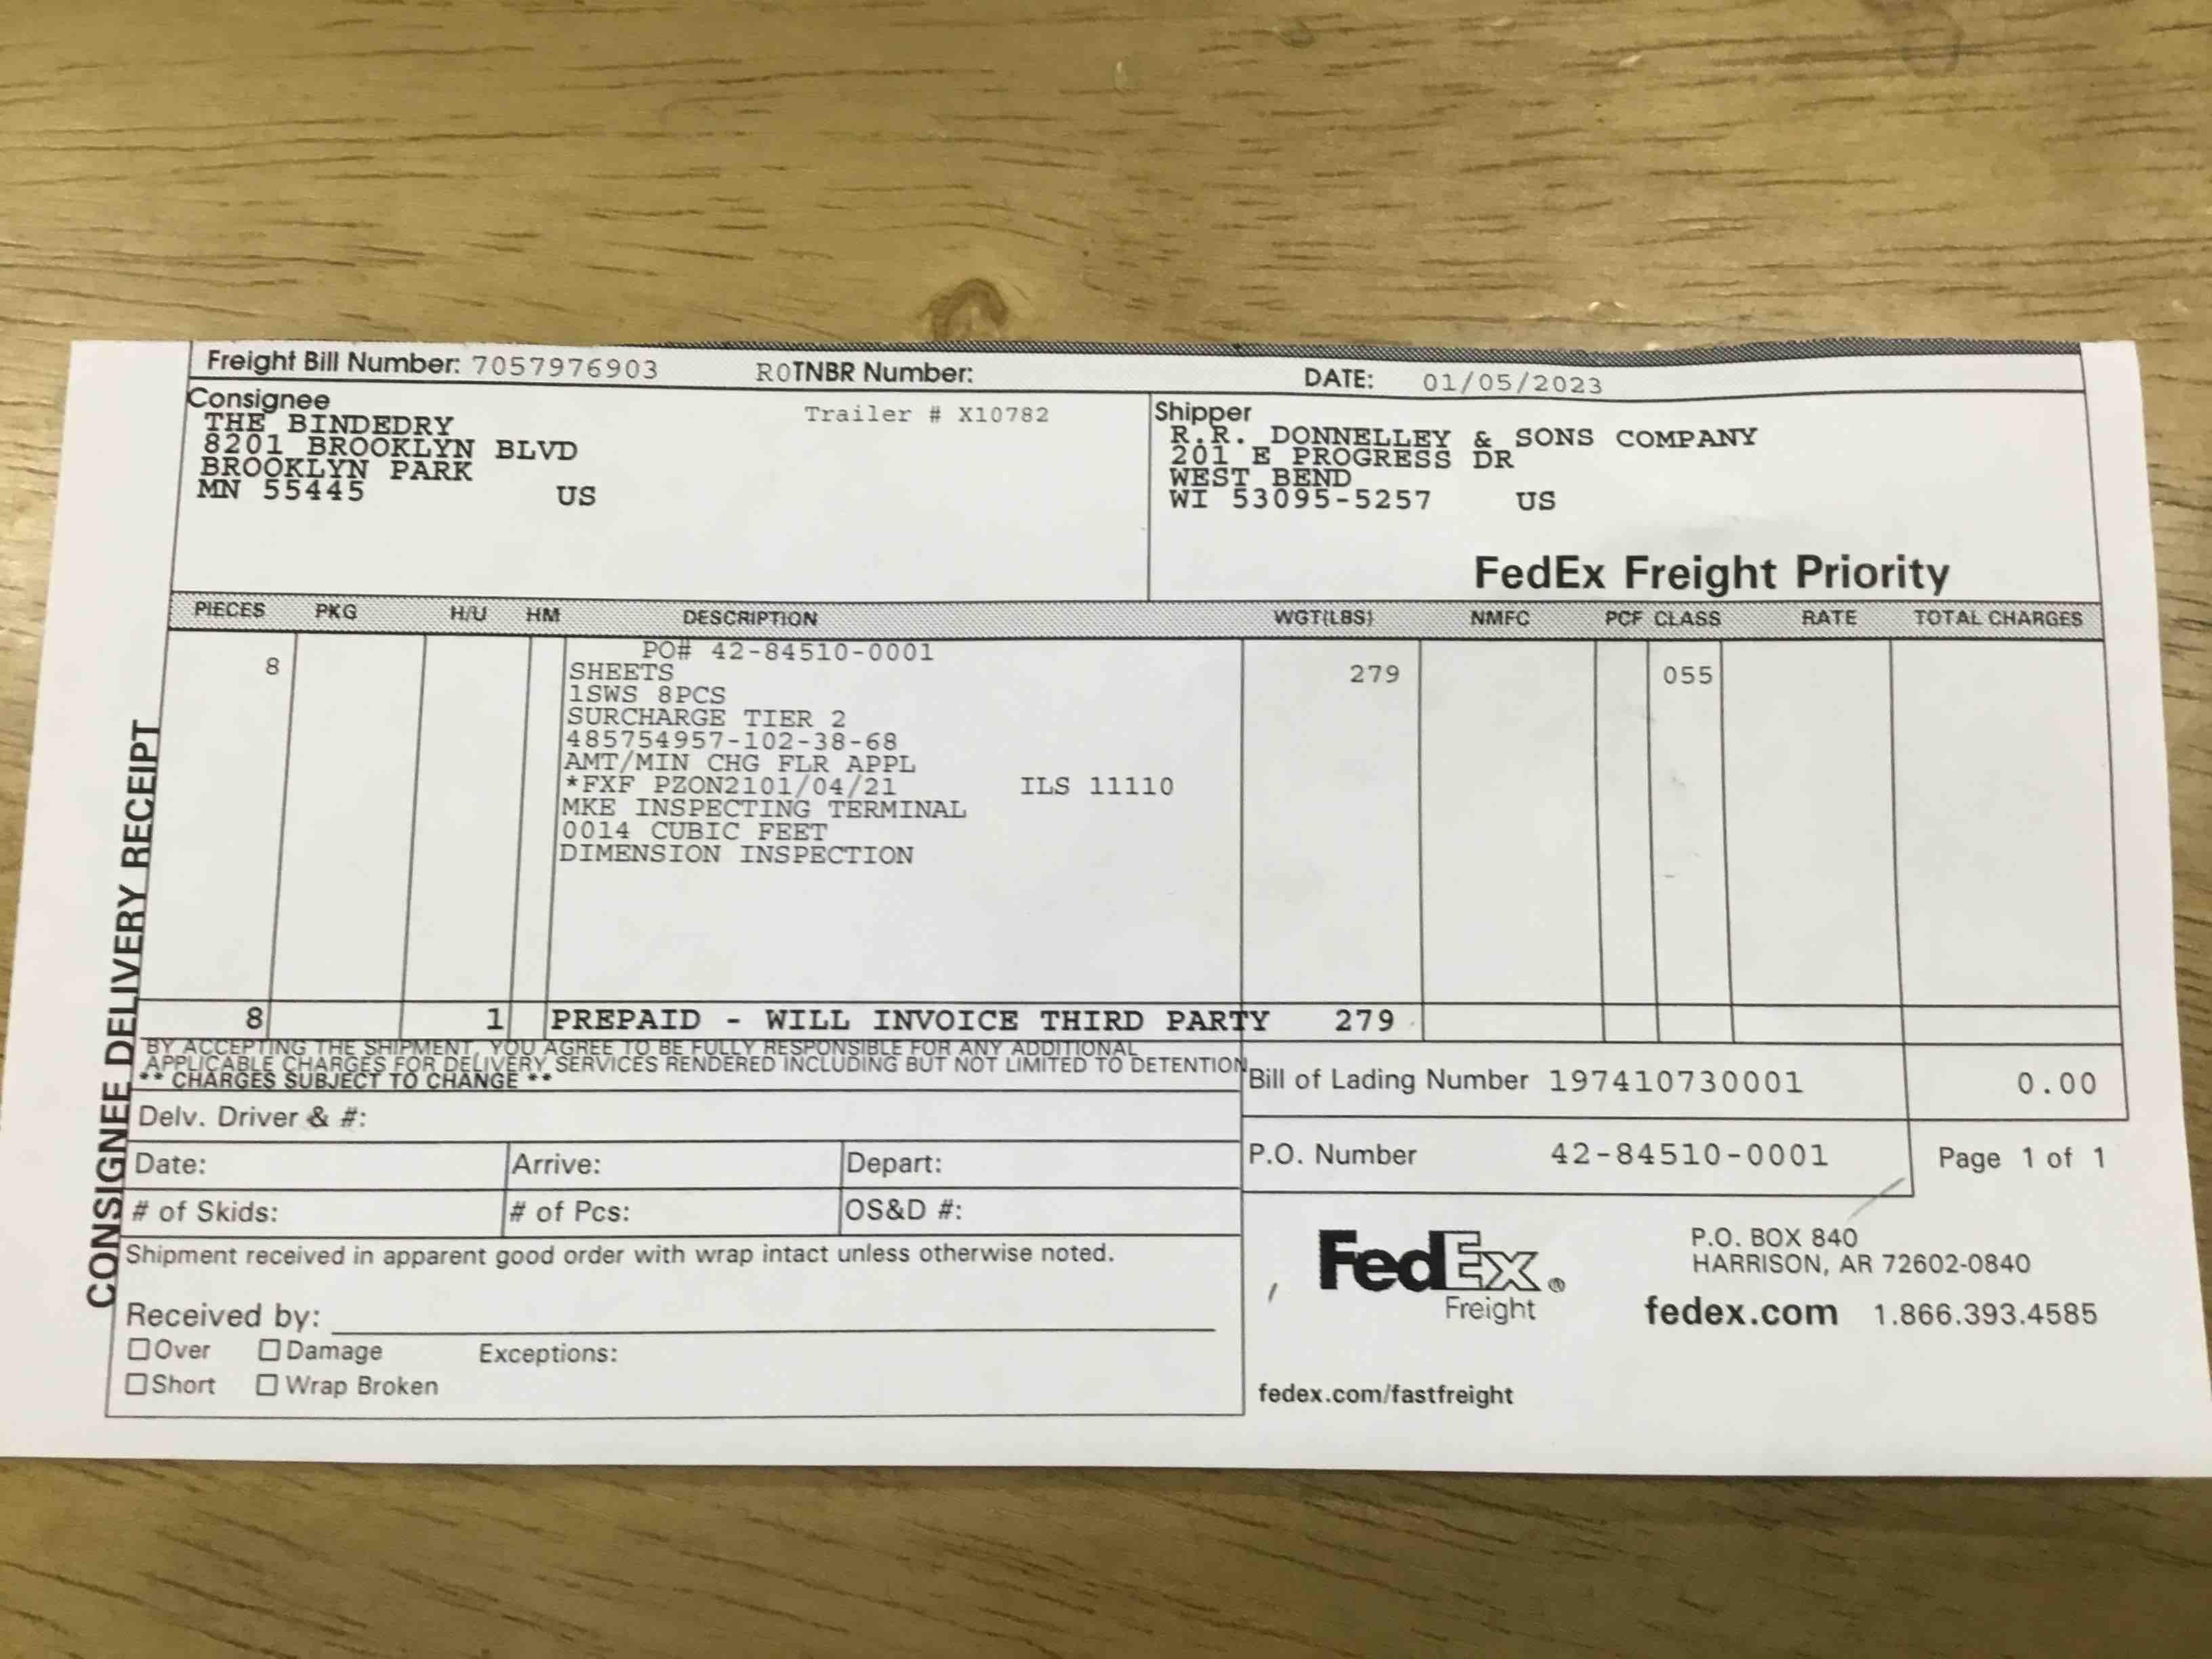 Freight Bill Number: 7057976903 ROTNBR Number: DATE: 01/05/2023
Consignee
THE BINDEDRY
8201 BROOKLYN BLVD
BROOKLYN PARK
MN 55445 US
Trailer # X10782
Shipper
R.R. DONNELLEY & SONS COMPANY
201 E PROGRESS DR
WEST BEND
WI 53095-5257 US
FedEx Freight Priority
PIECES PKG H/U HM DESCRIPTION WGT(LBS) NMFC PCF CLASS RATE TOTAL CHARGES
PO# 42-84510-0001
8 SHEETS 279 055
1SWS 8PCS
SURCHARGE TIER 2
485754957-102-38-68
AMT/MIN CHG FLR APPL
*FXF PZON2101/04/21 ILS 11110
MKE INSPECTING TERMINAL
0014 CUBIC FEET
DIMENSION INSPECTION
8 1 PREPAID - WILL INVOICE THIRD PARTY 279
BY ACCEPTING THE SHIPMENT, YOU AGREE TO BE FULLY RESPONSIBLE FOR ANY ADDITIONAL
APPLICABLE CHARGES FOR DELIVERY SERVICES RENDERED INCLUDING BUT NOT LIMITED TO DETENTION
** CHARGES SUBJECT TO CHANGE **
Bill of Lading Number 197410730001 0.00
Delv. Driver & #:
P.O. Number 42-84510-0001 Page 1 of 1
Date: Arrive: Depart:
# of Skids: # of Pcs: OS&D #:
Shipment received in apparent good order with wrap intact unless otherwise noted.
Received by:
Over Damage Exceptions:
Short Wrap Broken
FedEx®
Freight
P.O. BOX 840
HARRISON, AR 72602-0840
fedex.com 1.866.393.4585
fedex.com/fastfreight
CONSIGNEE DELIVERY RECEIPT